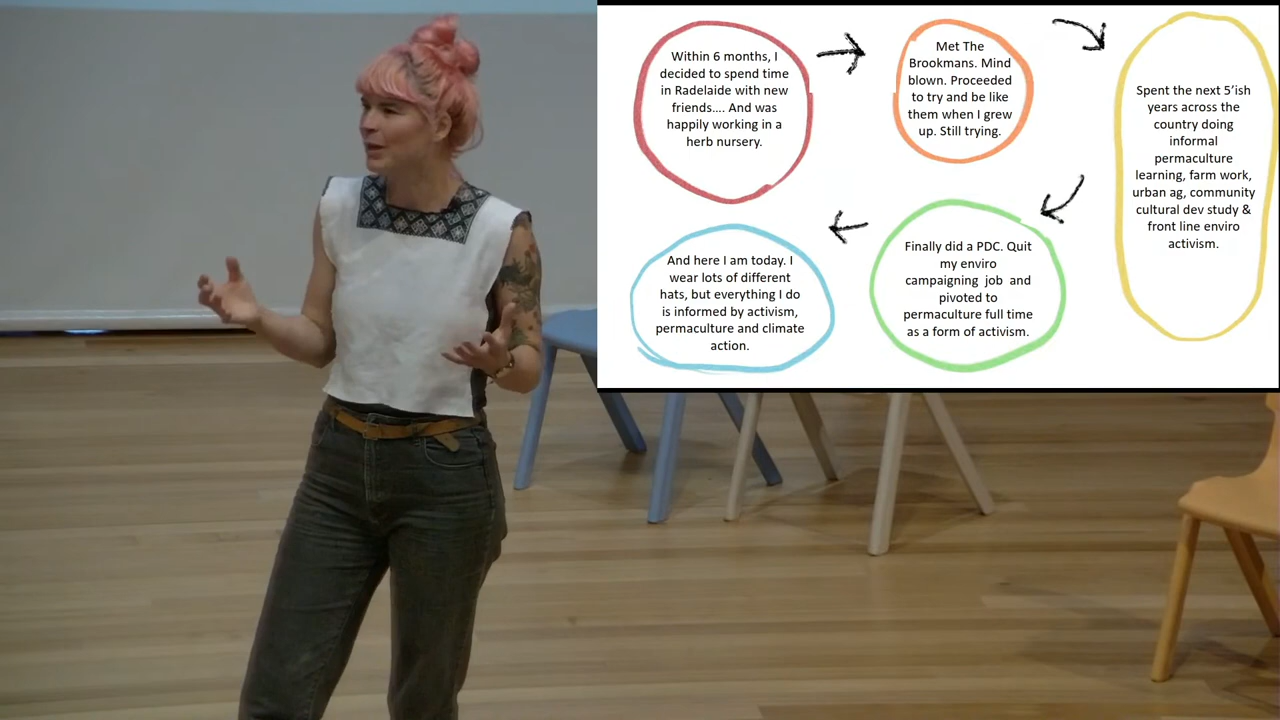 Within 6 months, I
decided to spend time
in Radelaide with new
friends.... And was
happily working in a
herb nursery.
Met The
Brookmans. Mind
blown. Proceeded
to try and be like
them when I grew
up. Still trying.
Spent the next 5'ish
years across the
country doing
informal
permaculture
learning, farm work,
urban ag, community
cultural dev study &
front line enviro
activism.
Finally did a PDC. Quit
my enviro
campaigning  job  and
pivoted to
permaculture full time
as a form of activism.
And here I am today. I
wear lots of different
hats, but everything I do
is informed by activism,
permaculture and climate
action.